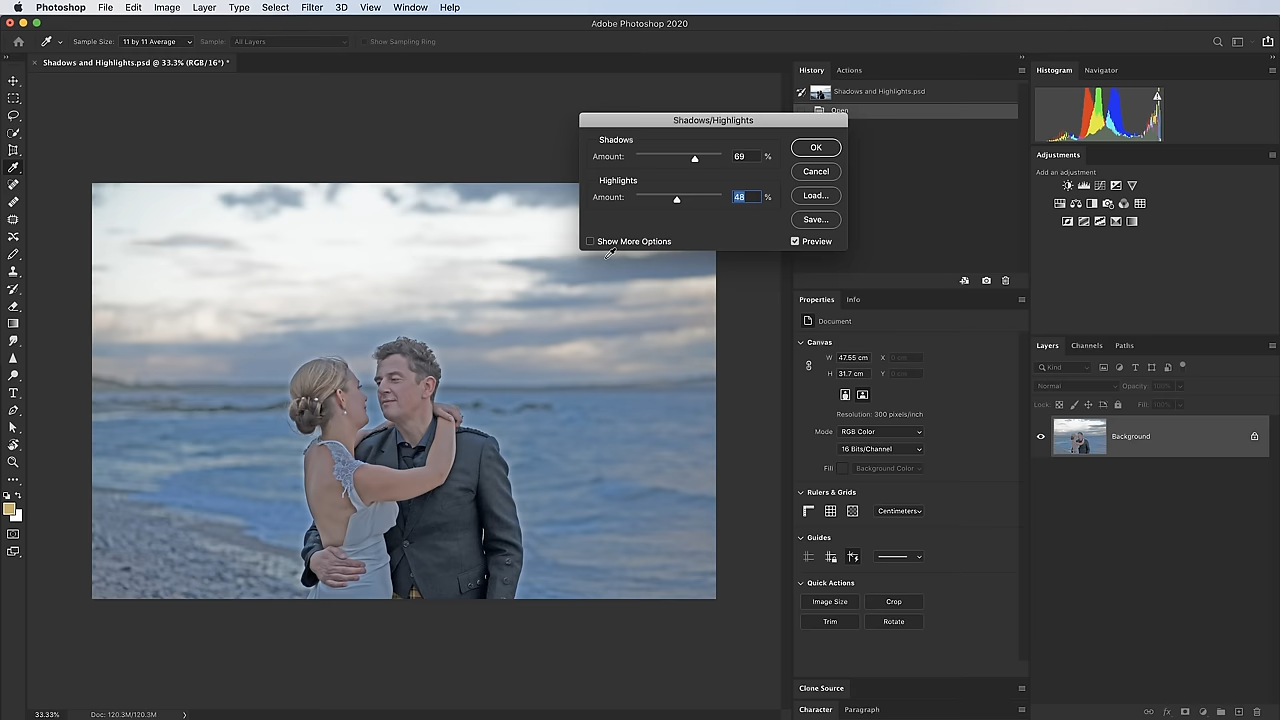 Photoshop File Edit Image Layer Type Select Filter 3D View Window Help
Adobe Photoshop 2020
Sample Size: 11 by 11 Average Sample: All Layers Show Sampling Ring
Shadows and Highlights.psd @ 33.3% (RGB/16*) *
History Actions
Shadows and Highlights.psd
Open
Histogram Navigator
Shadows/Highlights
Shadows
Amount: 69 %
Highlights
Amount: 48 %
Show More Options
OK
Cancel
Load...
Save...
Preview
Adjustments
Add an adjustment
Properties Info
Document
Canvas
W 47.55 cm X 0 cm
H 31.7 cm Y 0 cm
Resolution: 300 pixels/inch
Mode RGB Color
16 Bits/Channel
Fill Background Color
Rulers & Grids
Centimeters
Guides
Quick Actions
Image Size Crop
Trim Rotate
Clone Source
Character Paragraph
Layers Channels Paths
Kind
Normal Opacity: 100%
Lock: Fill: 100%
Background
fx
33.33% Doc: 120.3M/120.3M